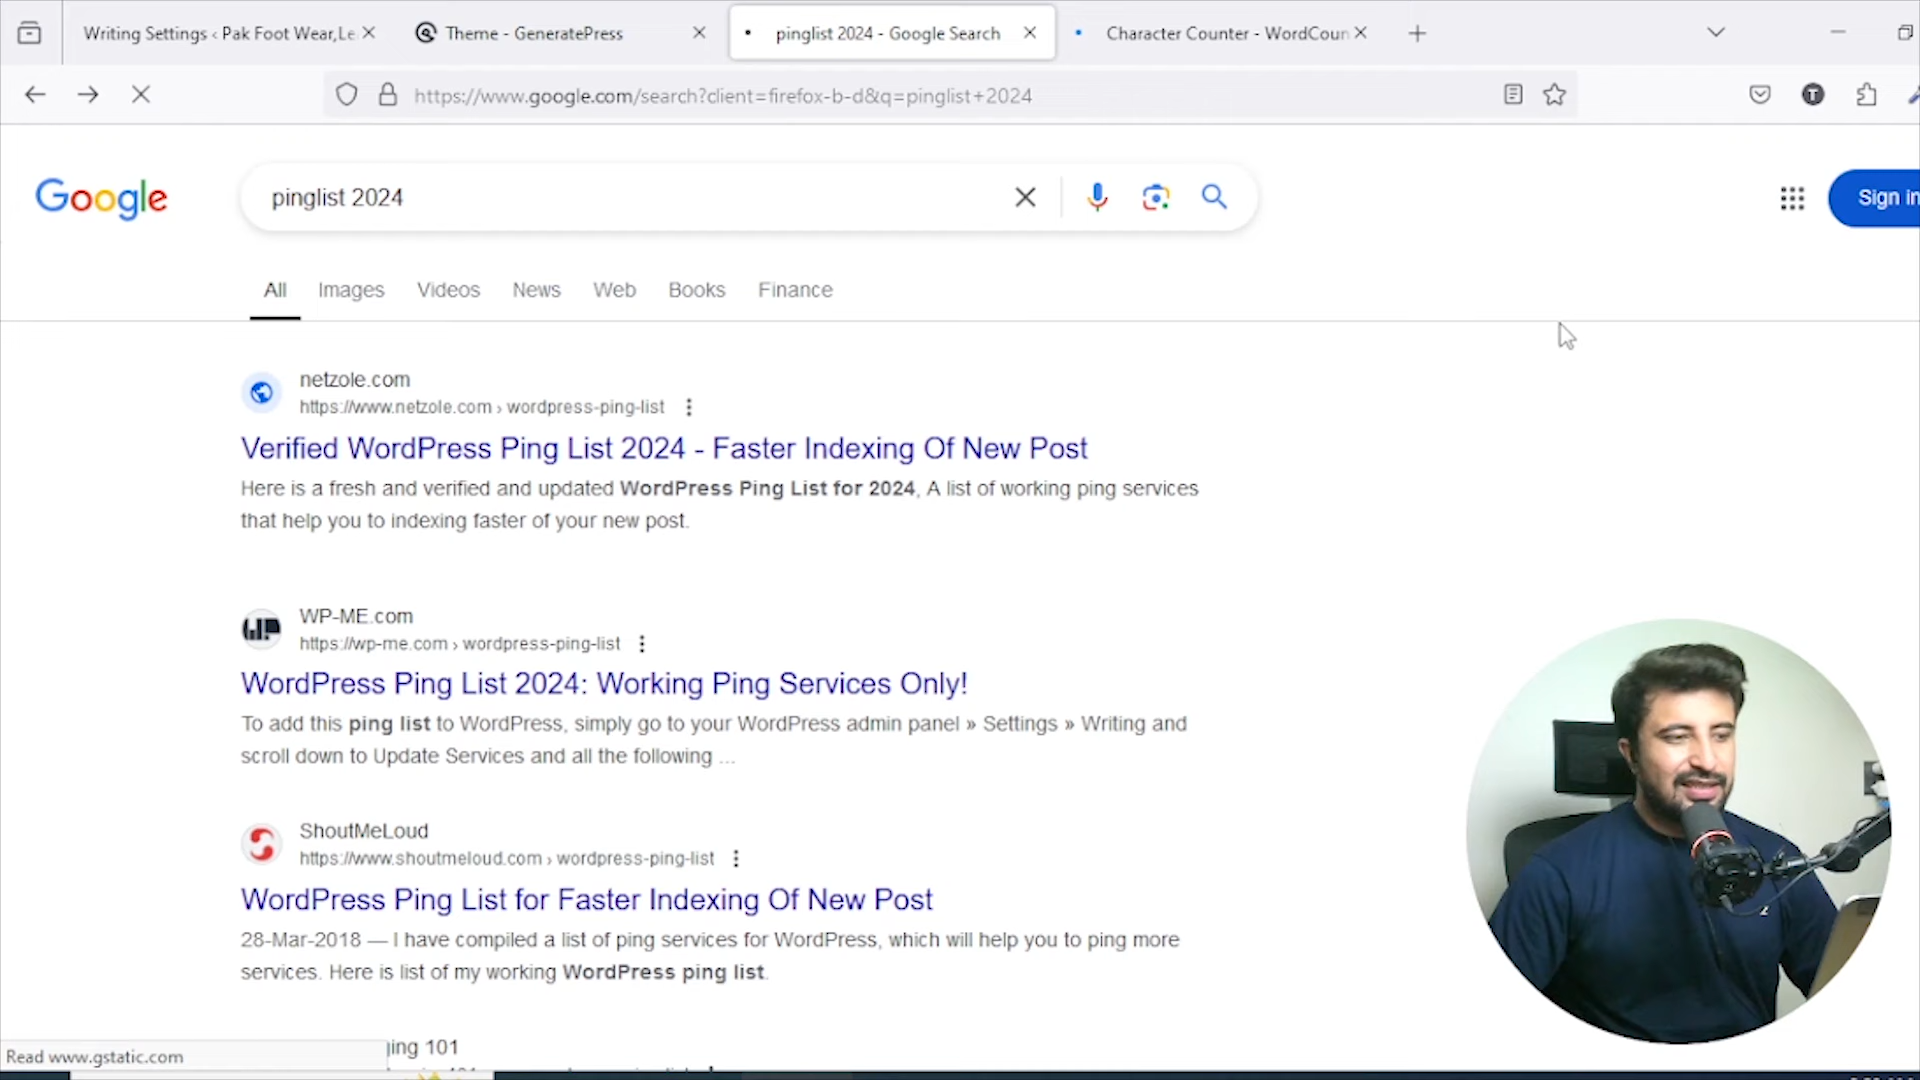 Writing Settings ‹ Pak Foot Wear,Le
Theme - GeneratePress
pinglist 2024 - Google Search
Character Counter - WordCoun
https://www.google.com/search?client=firefox-b-d&q=pinglist+2024
T
Google
pinglist 2024
Sign in
All Images Videos News Web Books Finance
netzole.com
https://www.netzole.com › wordpress-ping-list
Verified WordPress Ping List 2024 - Faster Indexing Of New Post
Here is a fresh and verified and updated WordPress Ping List for 2024, A list of working ping services
that help you to indexing faster of your new post.
WP-ME.com
https://wp-me.com › wordpress-ping-list
WordPress Ping List 2024: Working Ping Services Only!
To add this ping list to WordPress, simply go to your WordPress admin panel » Settings » Writing and
scroll down to Update Services and all the following ...
ShoutMeLoud
https://www.shoutmeloud.com › wordpress-ping-list
WordPress Ping List for Faster Indexing Of New Post
28-Mar-2018 — I have compiled a list of ping services for WordPress, which will help you to ping more
services. Here is list of my working WordPress ping list.
ing 101
Read www.gstatic.com